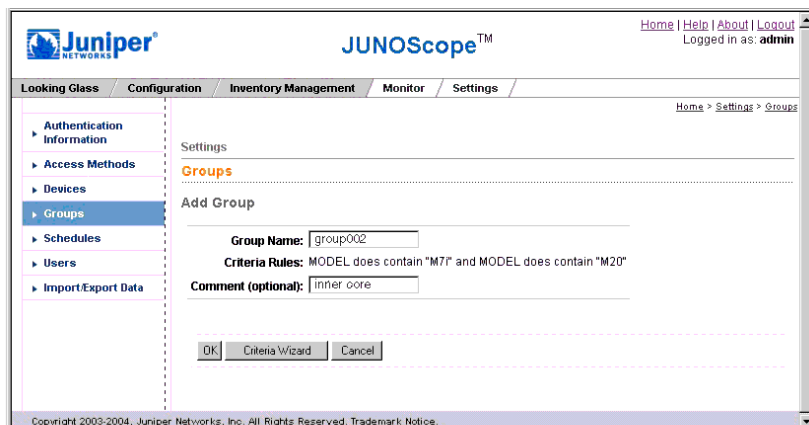 Juniper®
NETWORKS
JUNOScope™
Home | Help | About | Logout
Logged in as: admin
Looking Glass / Configuration / Inventory Management / Monitor / Settings /
Home > Settings > Groups
Authentication Information
Access Methods
Devices
Groups
Schedules
Users
Import/Export Data
Settings
Groups
Add Group
Group Name: group002
Criteria Rules: MODEL does contain "M7i" and MODEL does contain "M20"
Comment (optional): inner core
OK Criteria Wizard Cancel
Copyright 2003-2004, Juniper Networks, Inc. All Rights Reserved. Trademark Notice.